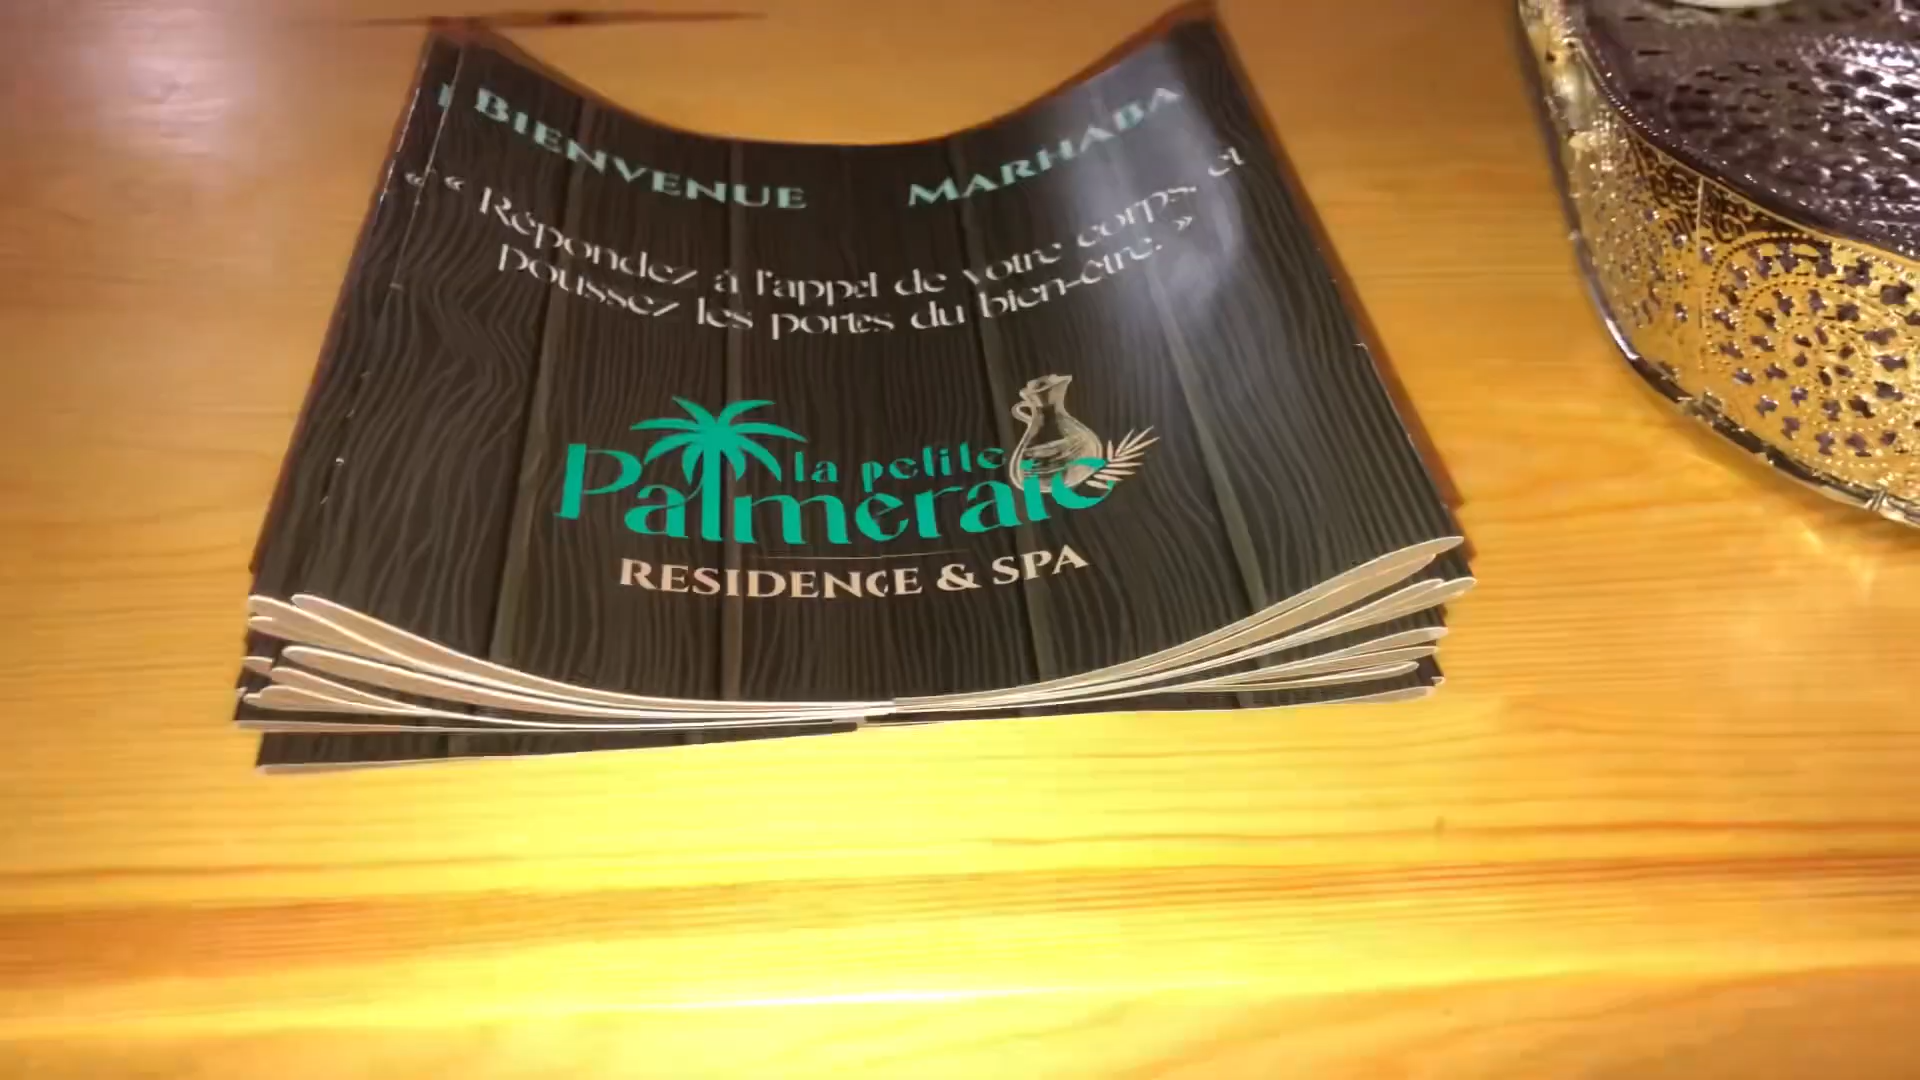 BIENVENUE MARHABA
« Répondez à l'appel de votre corps, et
poussez les portes du bien-être. »
la petite
Palmeraie
RESIDENCE & SPA